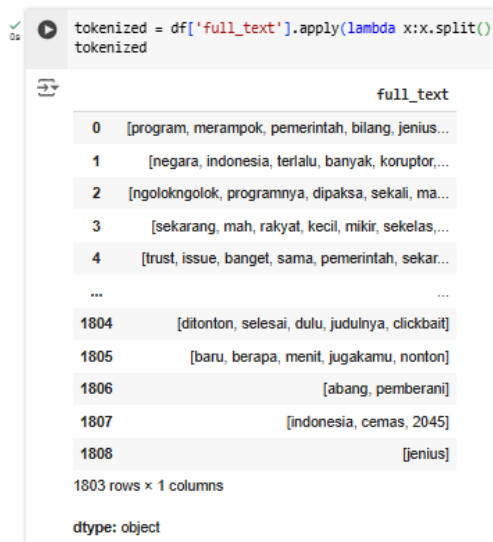 0s
tokenized = df['full_text'].apply(lambda x:x.split()
tokenized
full_text
0 [program, merampok, pemerintah, bilang, jenius...
1 [negara, indonesia, terlalu, banyak, koruptor,...
2 [ngolokngolok, programnya, dipaksa, sekali, ma...
3 [sekarang, mah, rakyat, kecil, mikir, sekelas,...
4 [trust, issue, banget, sama, pemerintah, sekar...
... ...
1804 [ditonton, selesai, dulu, judulnya, clickbait]
1805 [baru, berapa, menit, jugakamu, nonton]
1806 [abang, pemberani]
1807 [indonesia, cemas, 2045]
1808 [jenius]
1803 rows × 1 columns
dtype: object